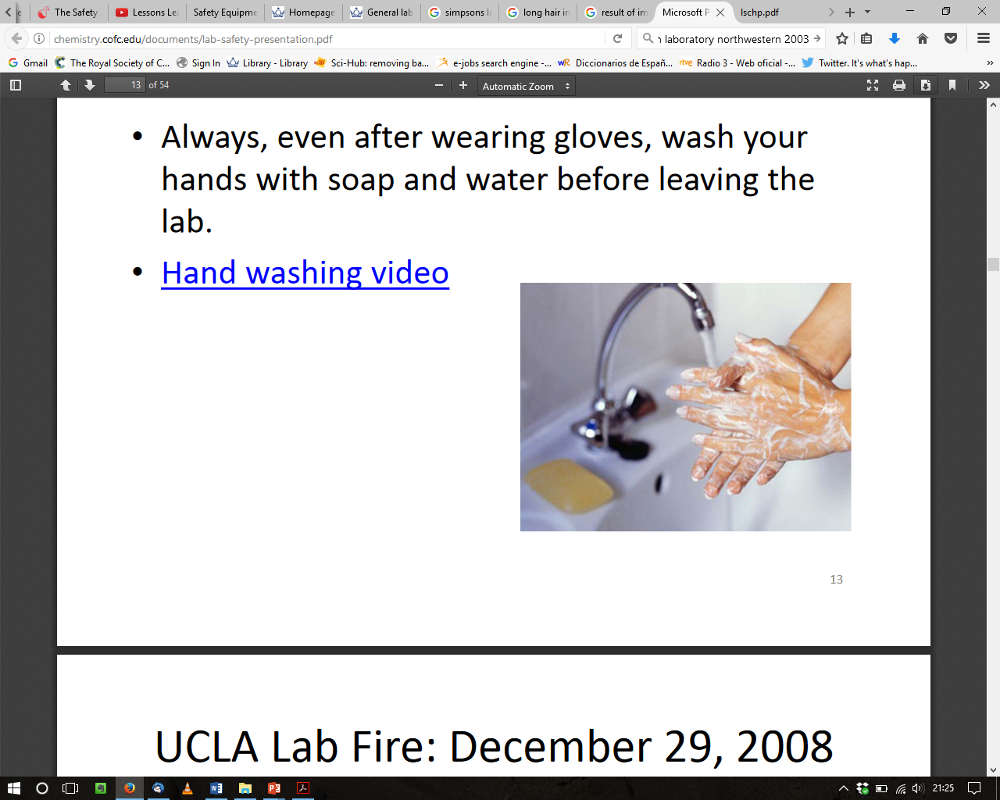 The Safety
Lessons Le
Safety Equipme
Homepage
General lab
simpsons l
long hair in
result of im
Microsoft P
lschp.pdf
chemistry.cofc.edu/documents/lab-safety-presentation.pdf
laboratory northwestern 2003
Gmail
The Royal Society of C...
Sign In
Library - Library
Sci-Hub: removing ba...
e-jobs search engine -...
Diccionarios de Españ...
Radio 3 - Web oficial -...
Twitter. It's what's hap...
13 of 54
Automatic Zoom
• Always, even after wearing gloves, wash your
hands with soap and water before leaving the
lab.
• Hand washing video
13
UCLA Lab Fire: December 29, 2008
21:25